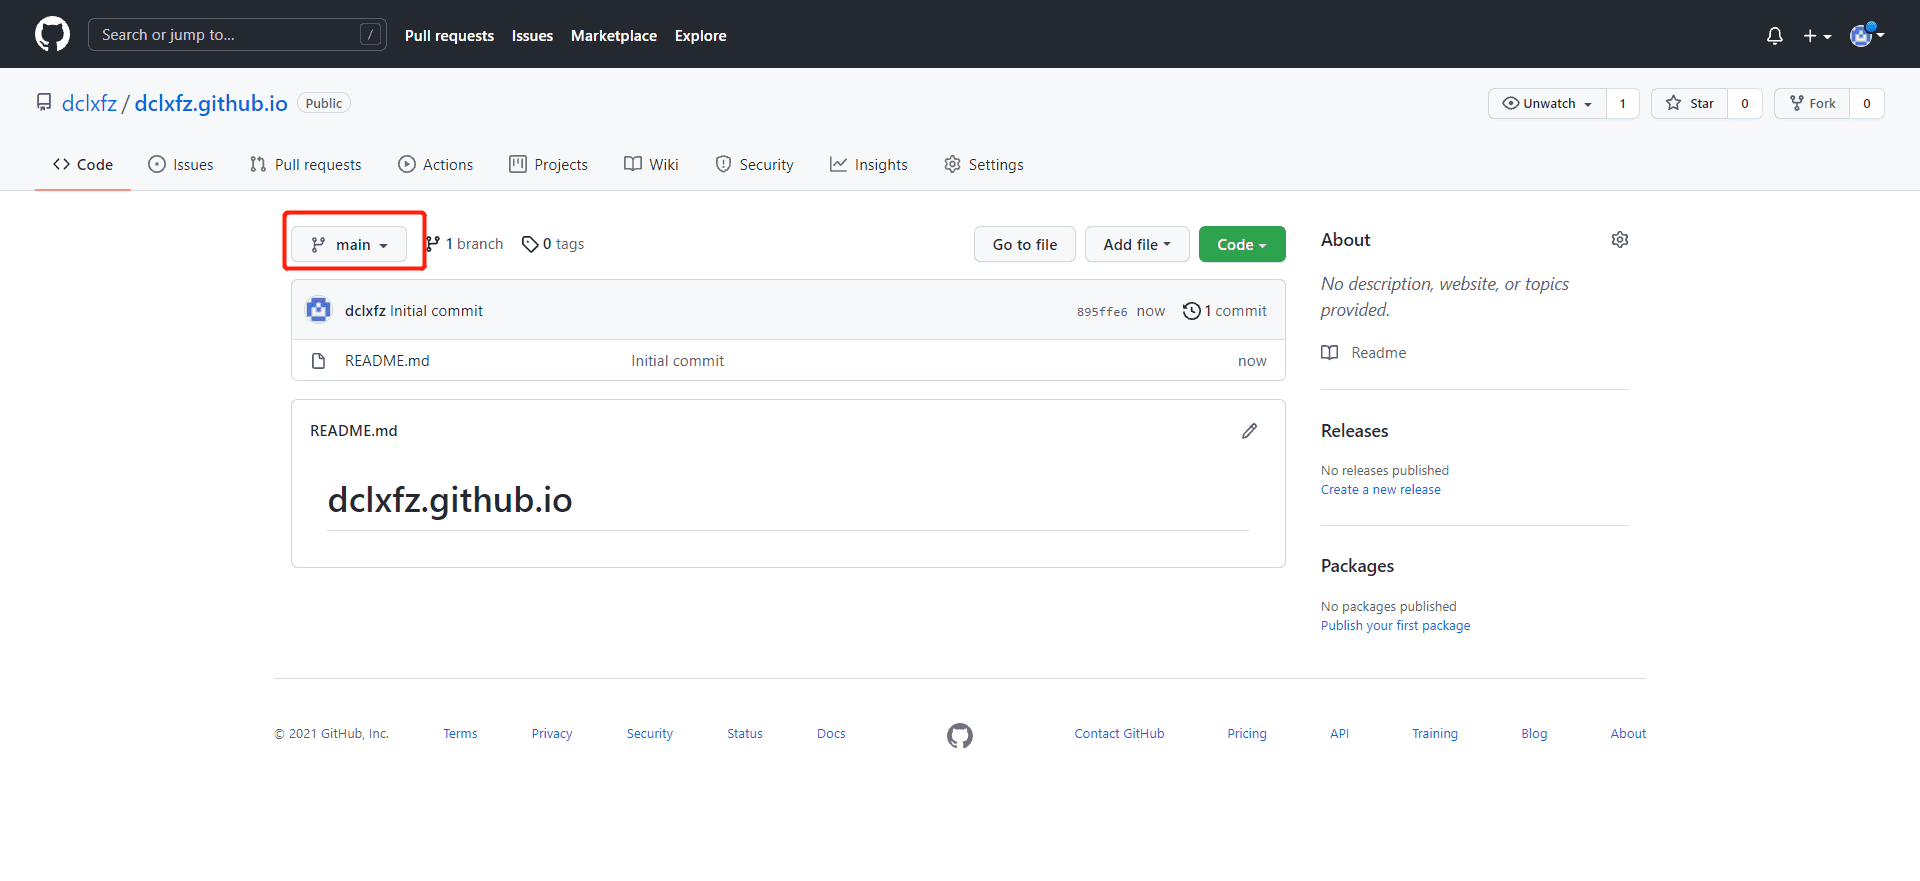 Search or jump to... / Pull requests Issues Marketplace Explore
dclxfz / dclxfz.github.io Public Unwatch 1 Star 0 Fork 0
Code Issues Pull requests Actions Projects Wiki Security Insights Settings
main 1 branch 0 tags Go to file Add file Code
dclxfz Initial commit 895ffe6 now 1 commit
README.md Initial commit now
README.md
dclxfz.github.io
About
No description, website, or topics
provided.
Readme
Releases
No releases published
Create a new release
Packages
No packages published
Publish your first package
© 2021 GitHub, Inc. Terms Privacy Security Status Docs Contact GitHub Pricing API Training Blog About